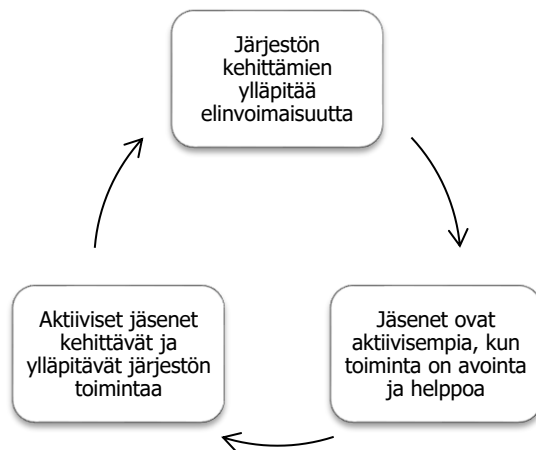 Järjestön
kehittämien
ylläpitää
elinvoimaisuutta
Jäsenet ovat
aktiivisempia, kun
toiminta on avointa
ja helppoa
Aktiiviset jäsenet
kehittävät ja
ylläpitävät järjestön
toimintaa